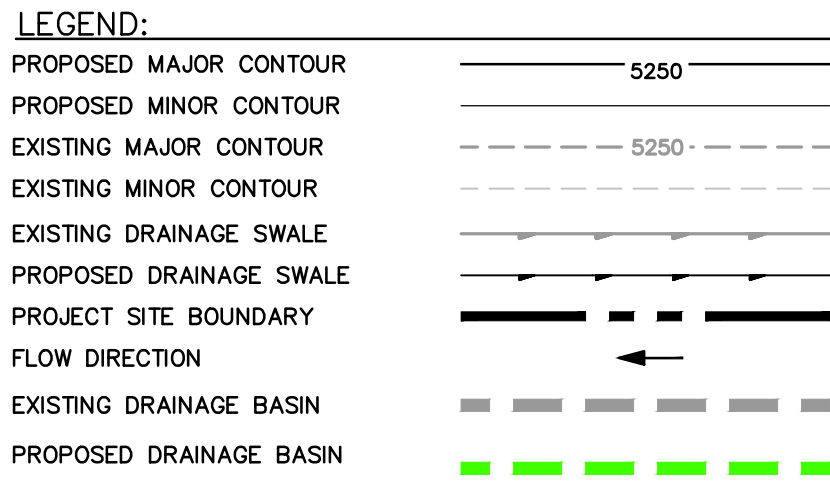 LEGEND:
PROPOSED MAJOR CONTOUR 5250
PROPOSED MINOR CONTOUR
EXISTING MAJOR CONTOUR 5250
EXISTING MINOR CONTOUR
EXISTING DRAINAGE SWALE
PROPOSED DRAINAGE SWALE
PROJECT SITE BOUNDARY
FLOW DIRECTION
EXISTING DRAINAGE BASIN
PROPOSED DRAINAGE BASIN